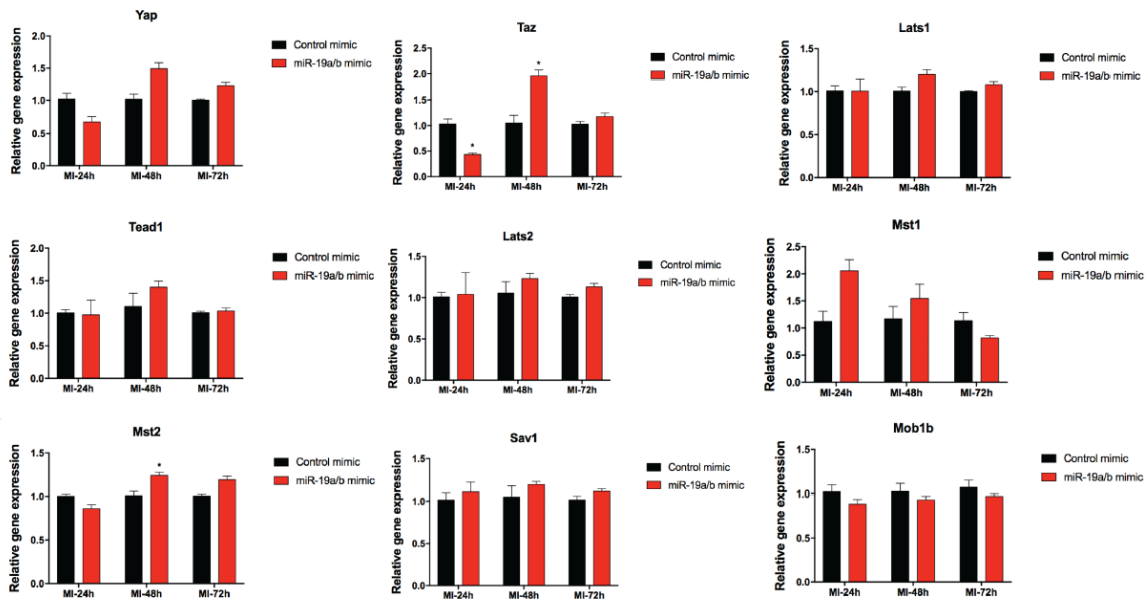 Yap
Relative gene expression
2.0
1.5
1.0
0.5
0.0
MI-24h
MI-48h
MI-72h
Control mimic
miR-19a/b mimic
Taz
Relative gene expression
2.5
2.0
1.5
1.0
0.5
0.0
*
*
MI-24h
MI-48h
MI-72h
Control mimic
miR-19a/b mimic
Lats1
Relative gene expression
1.5
1.0
0.5
0.0
MI-24h
MI-48h
MI-72h
Control mimic
miR-19a/b mimic
Tead1
Relative gene expression
2.0
1.5
1.0
0.5
0.0
MI-24h
MI-48h
MI-72h
Control mimic
miR-19a/b mimic
Lats2
Relative gene expression
1.5
1.0
0.5
0.0
MI-24h
MI-48h
MI-72h
Control mimic
miR-19a/b mimic
Mst1
Relative gene expression
2.5
2.0
1.5
1.0
0.5
0.0
MI-24h
MI-48h
MI-72h
Control mimic
miR-19a/b mimic
Mst2
Relative gene expression
1.5
1.0
0.5
0.0
*
MI-24h
MI-48h
MI-72h
Control mimic
miR-19a/b mimic
Sav1
Relative gene expression
1.5
1.0
0.5
0.0
MI-24h
MI-48h
MI-72h
Control mimic
miR-19a/b mimic
Mob1b
Relative gene expression
1.5
1.0
0.5
0.0
MI-24h
MI-48h
MI-72h
Control mimic
miR-19a/b mimic